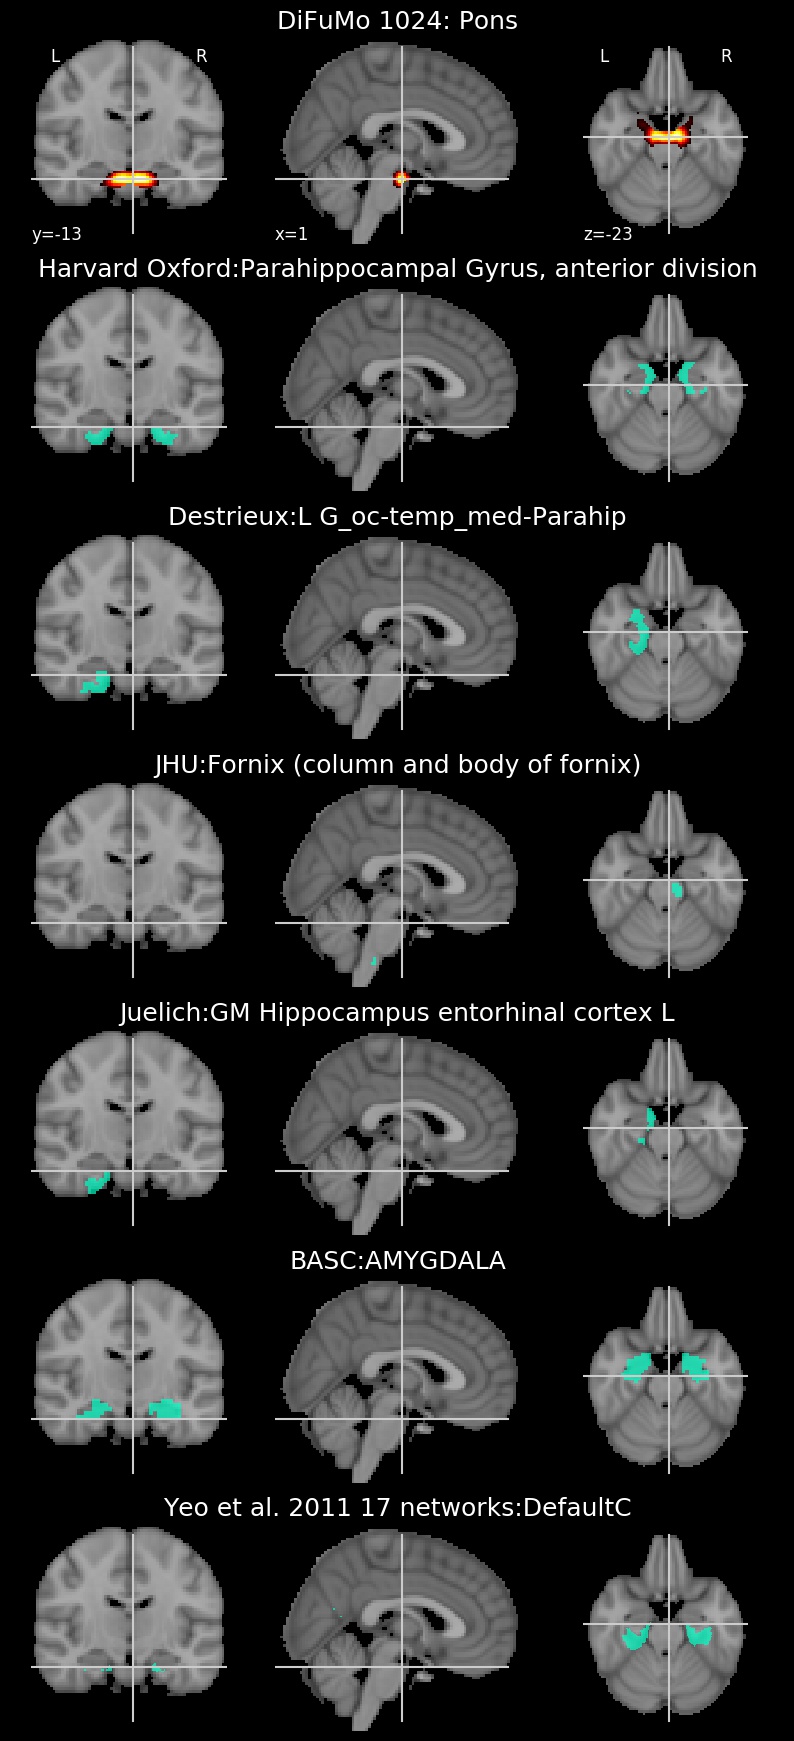 DiFuMo 1024: Pons
L R L R
y=-13 x=1 z=-23
Harvard Oxford:Parahippocampal Gyrus, anterior division
Destrieux:L G_oc-temp_med-Parahip
JHU:Fornix (column and body of fornix)
Juelich:GM Hippocampus entorhinal cortex L
BASC:AMYGDALA
Yeo et al. 2011 17 networks:DefaultC